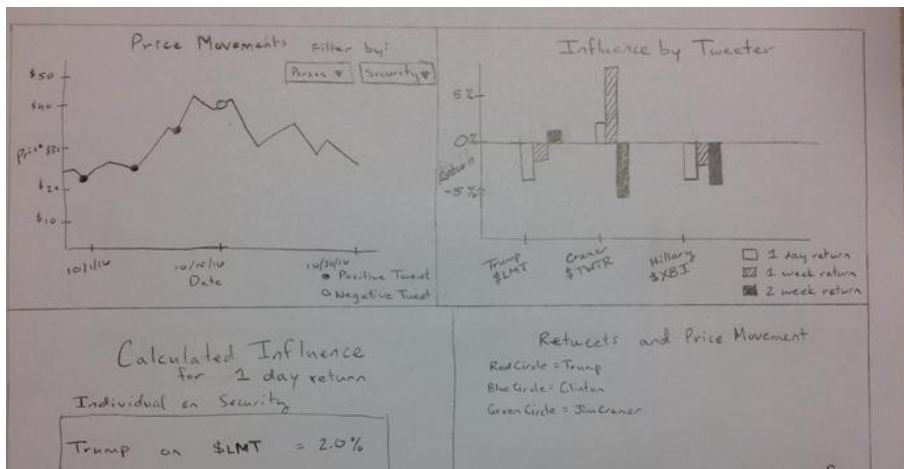 Price Movements
Filter by:
Person ▼ Security ▼
$50
$40
$30
$20
$10
Price
10/1/16
10/15/16
10/30/16
Date
Positive Tweet
Negative Tweet
Influence by Tweeter
5%
0%
-5%
Return
Trump
$LMT
Cramer
$TWTR
Hillary
$XBI
1 day return
1 week return
2 week return
Calculated Influence
for 1 day return
Individual on Security
Trump on $LMT = 2.0%
Retweets and Price Movement
Red Circle = Trump
Blue Circle = Clinton
Green Circle = Jim Cramer